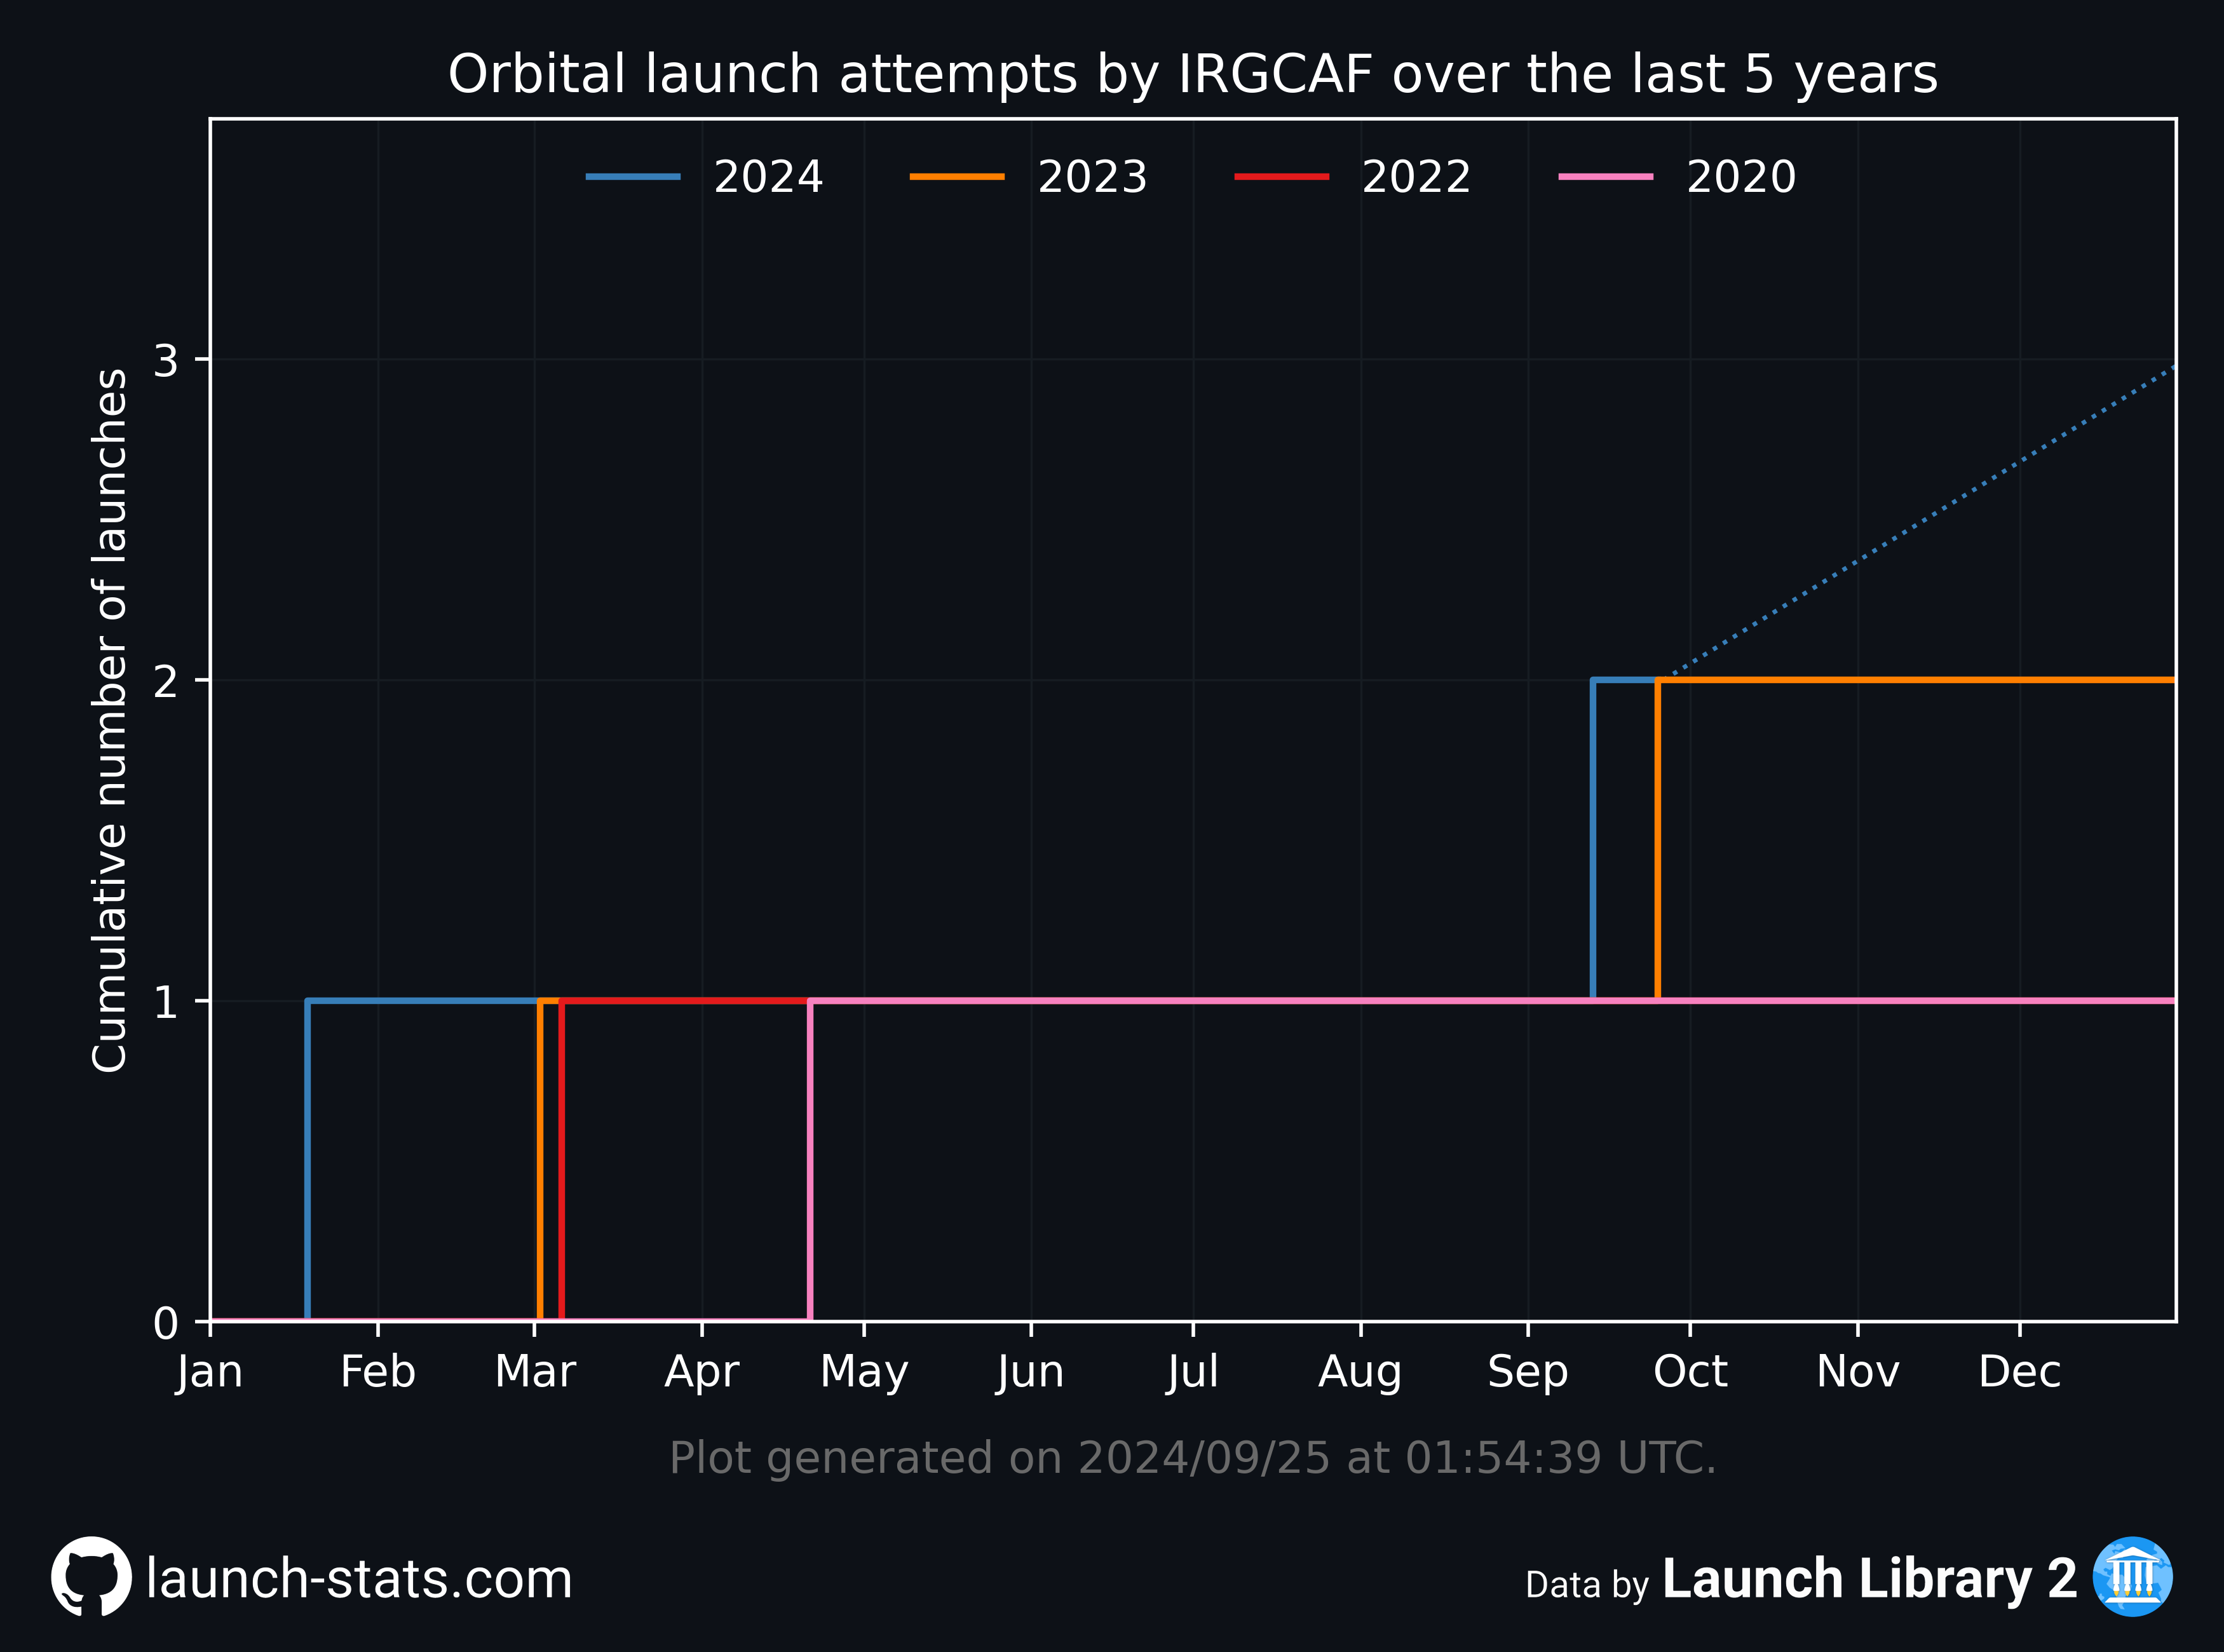 Orbital launch attempts by IRGCAF over the last 5 years
2024 2023 2022 2020
Cumulative number of launches
3
2
1
0
Jan Feb Mar Apr May Jun Jul Aug Sep Oct Nov Dec
Plot generated on 2024/09/25 at 01:54:39 UTC.
launch-stats.com
Data by Launch Library 2